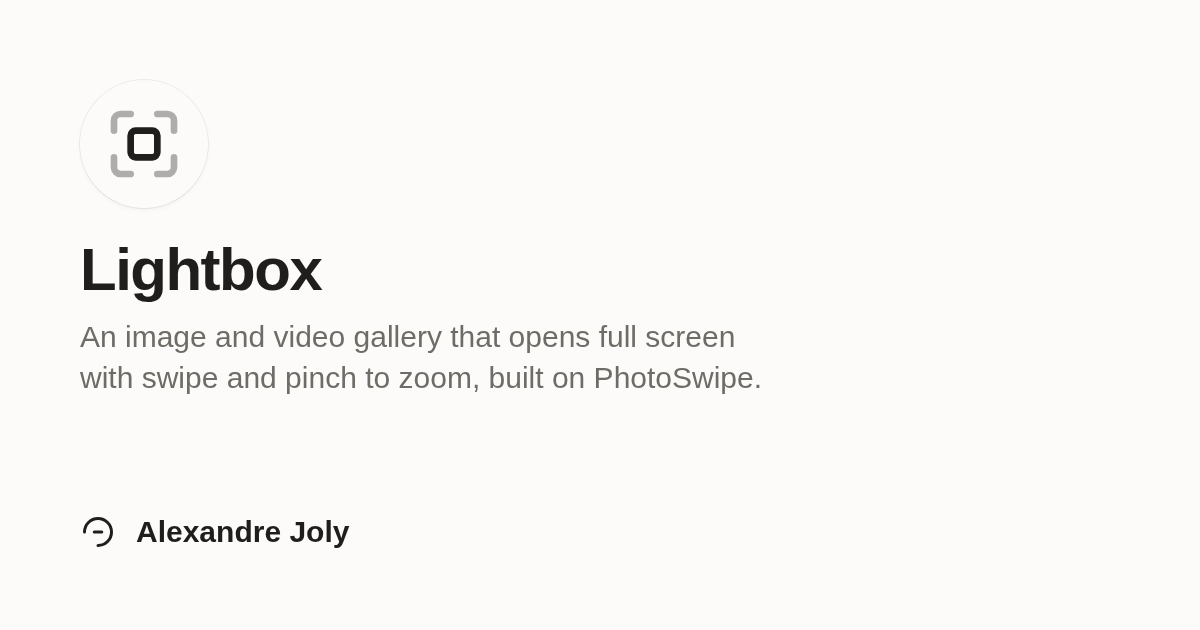 Lightbox
An image and video gallery that opens full screen
with swipe and pinch to zoom, built on PhotoSwipe.
Alexandre Joly